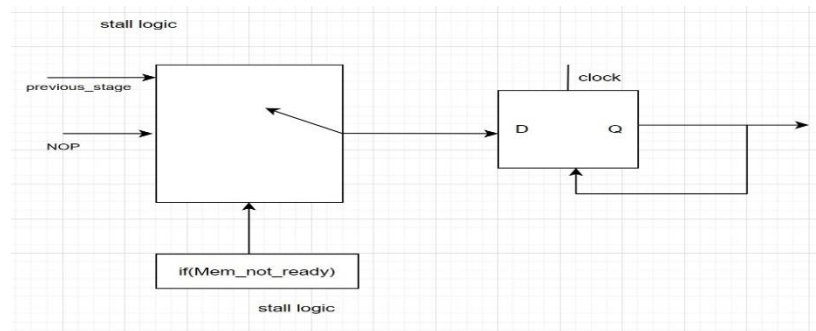 stall logic
previous_stage
NOP
clock
D
Q
if(Mem_not_ready)
stall logic